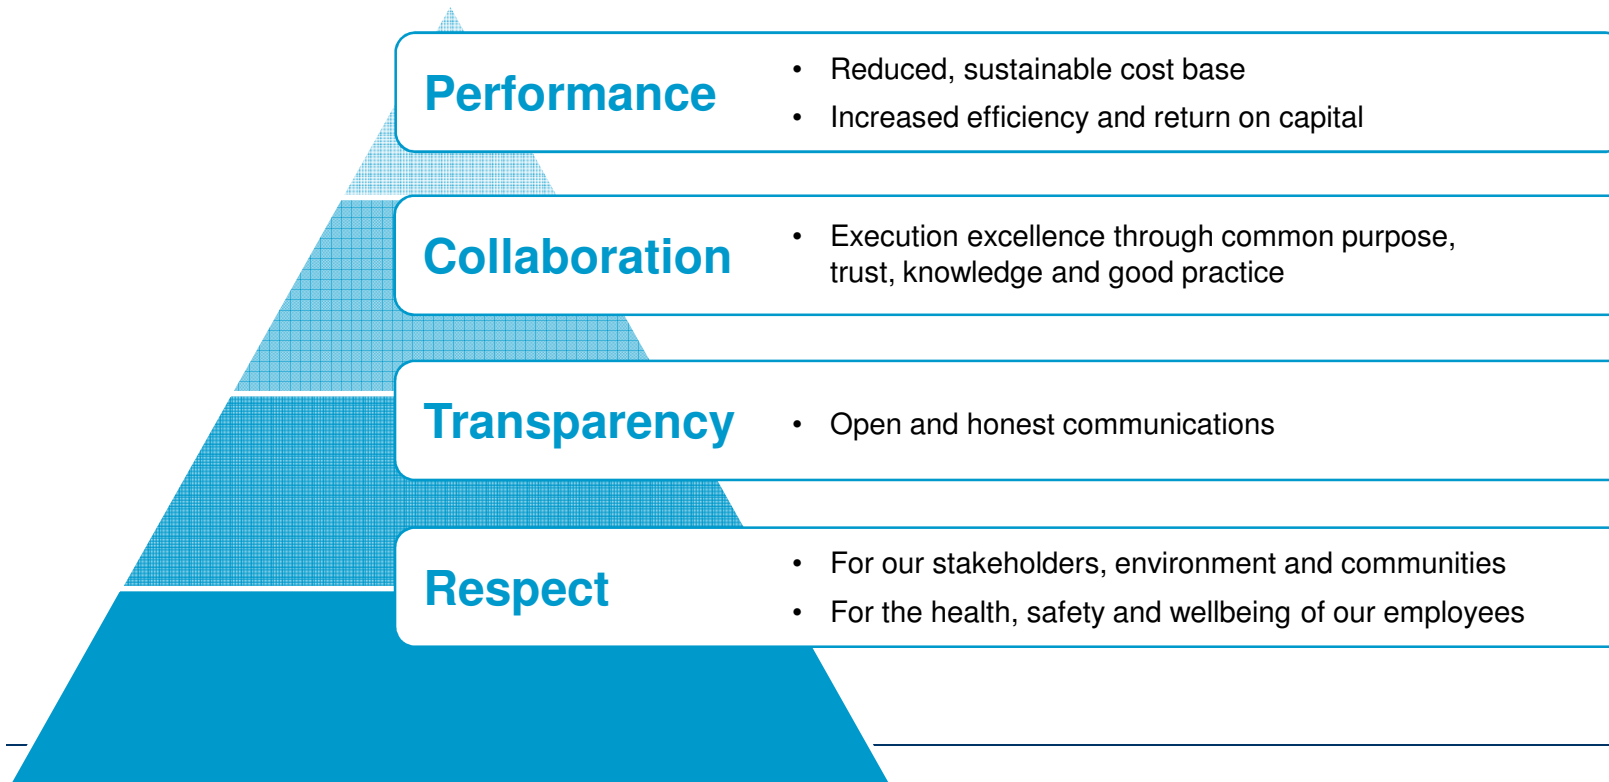 Performance
• Reduced, sustainable cost base
• Increased efficiency and return on capital
Collaboration
• Execution excellence through common purpose,
trust, knowledge and good practice
Transparency
• Open and honest communications
Respect
• For our stakeholders, environment and communities
• For the health, safety and wellbeing of our employees